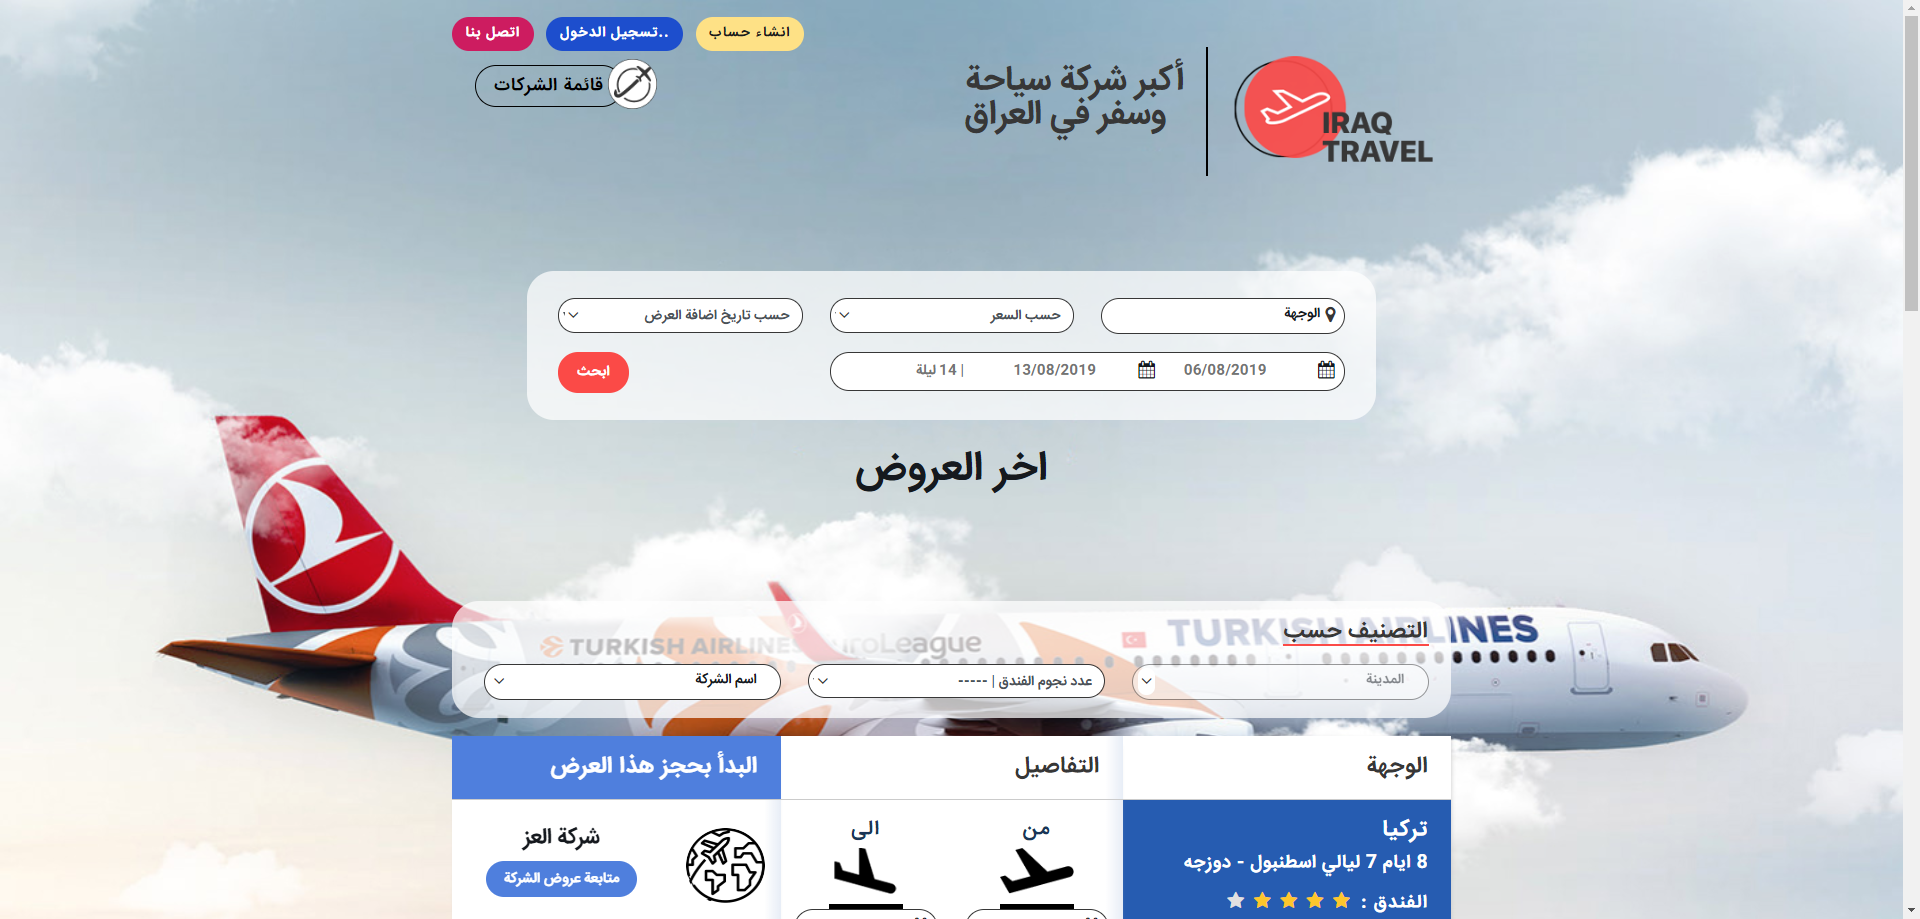 انشاء حساب
تسجيل الدخول..
اتصل بنا
قائمة الشركات
IRAQ
TRAVEL
أكبر شركة سياحة
وسفر في العراق
الوجهة
حسب السعر
حسب تاريخ اضافة العرض
06/08/2019
13/08/2019
| 14 ليلة
ابحث
اخر العروض
TURKISH AIRLINES
TURKISH AIRLINES
التصنيف حسب
المدينة
عدد نجوم الفندق | -----
اسم الشركة
الوجهة
التفاصيل
البدأ بحجز هذا العرض
تركيا
8 ايام 7 ليالي اسطنبول - دوزجه
الفندق :
من
الى
شركة العز
متابعة عروض الشركة